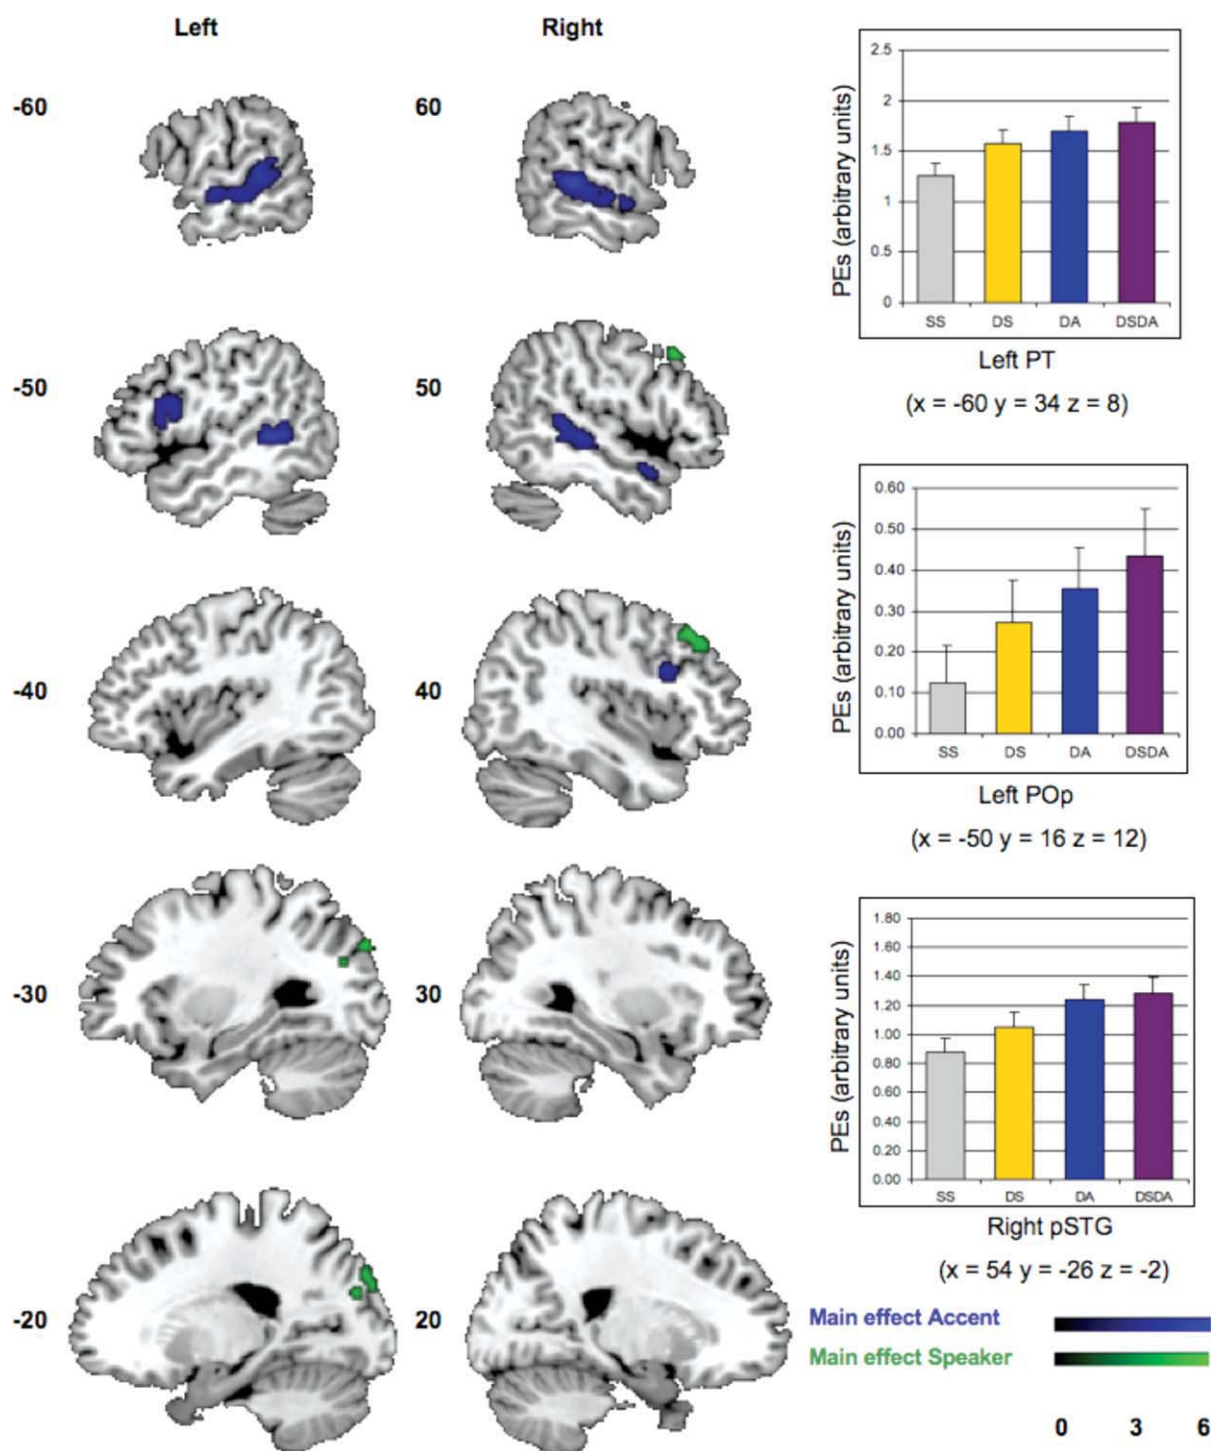 Left Right
-60 60
-50 50
-40 40
-30 30
-20 20
PEs (arbitrary units)
2.5
2
1.5
1
0.5
0
SS DS DA DSDA
Left PT
(x = -60 y = 34 z = 8)
PEs (arbitrary units)
0.60
0.50
0.40
0.30
0.20
0.10
0.00
SS DS DA DSDA
Left POp
(x = -50 y = 16 z = 12)
PEs (arbitrary units)
1.80
1.60
1.40
1.20
1.00
0.80
0.60
0.40
0.20
0.00
SS DS DA DSDA
Right pSTG
(x = 54 y = -26 z = -2)
Main effect Accent
Main effect Speaker
0 3 6